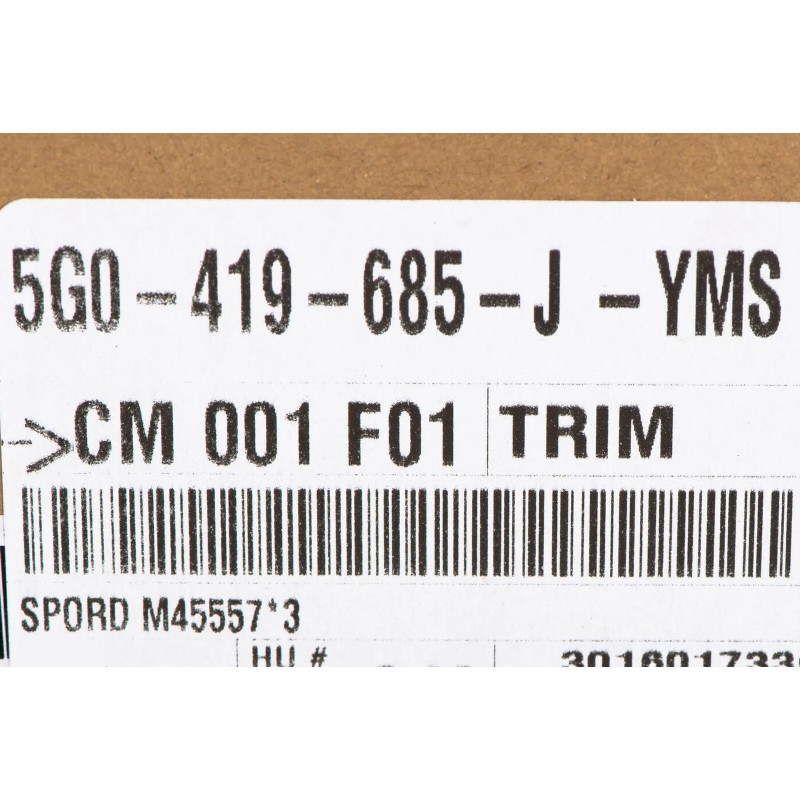 5G0-419-685-J-YMS
>CM 001 F01 TRIM
SPORD M45557*3
HU #